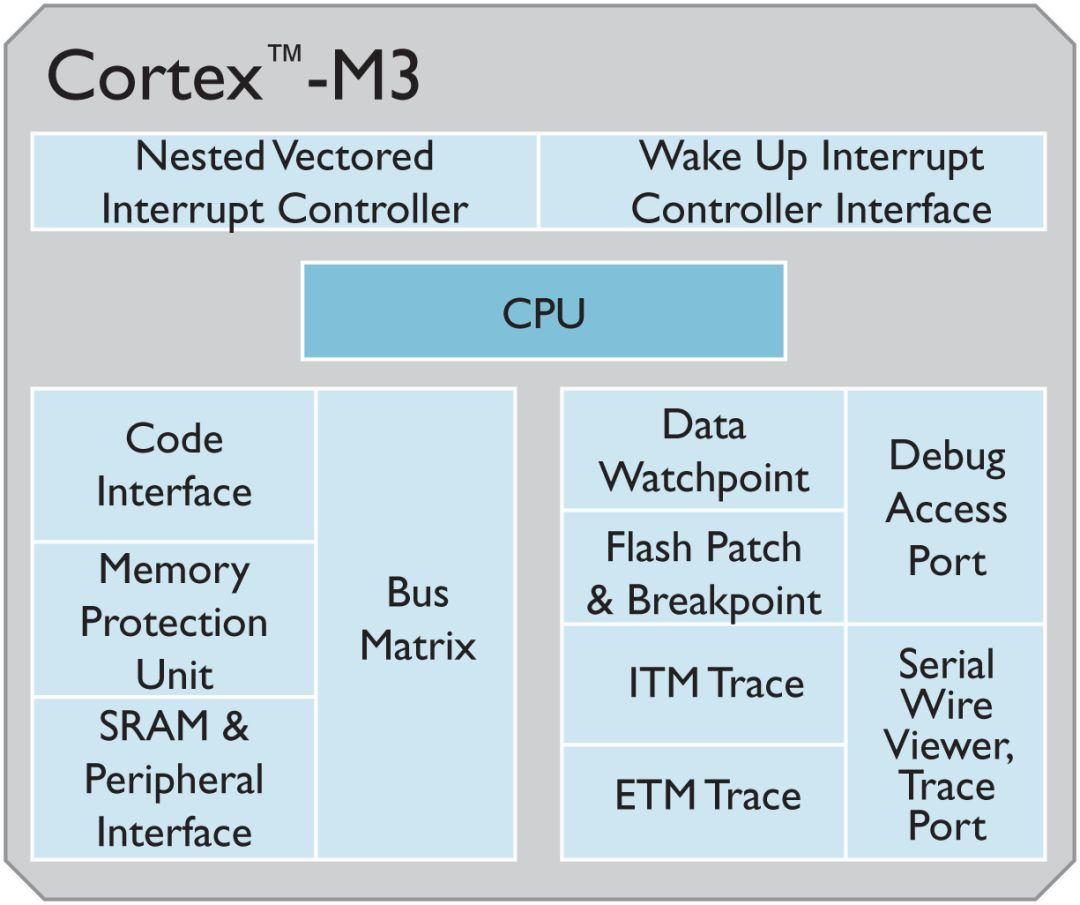 Cortex™-M3
Nested Vectored
Interrupt Controller
Wake Up Interrupt
Controller Interface
CPU
Code
Interface
Memory
Protection
Unit
SRAM &
Peripheral
Interface
Bus
Matrix
Data
Watchpoint
Flash Patch
& Breakpoint
ITM Trace
ETM Trace
Debug
Access
Port
Serial
Wire
Viewer,
Trace
Port